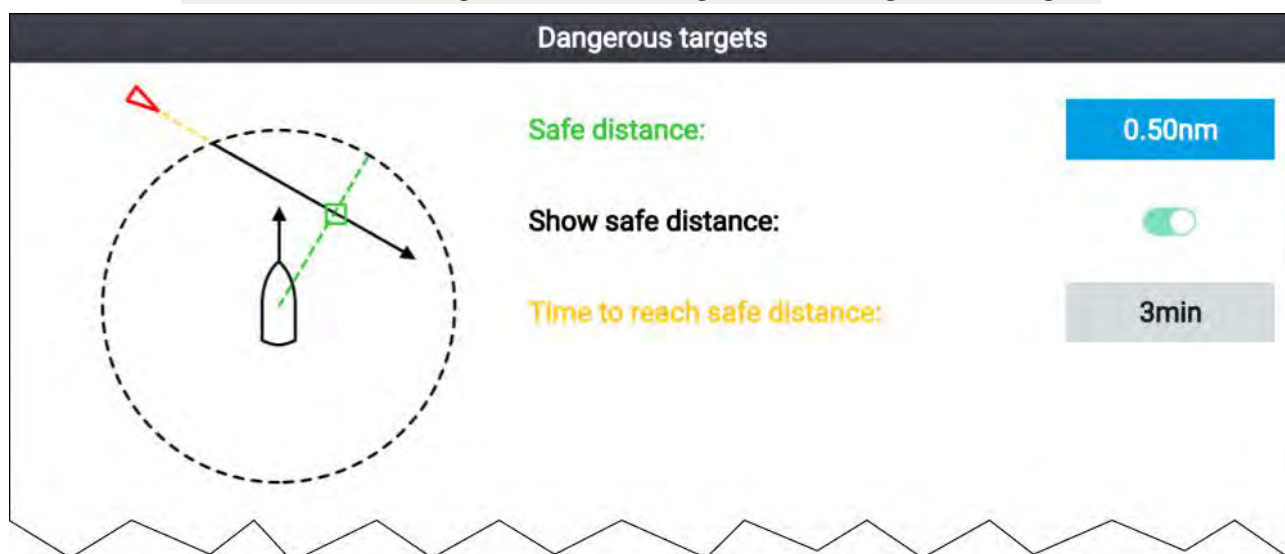 Dangerous targets
Safe distance:
0.50nm
Show safe distance:
Time to reach safe distance:
3min